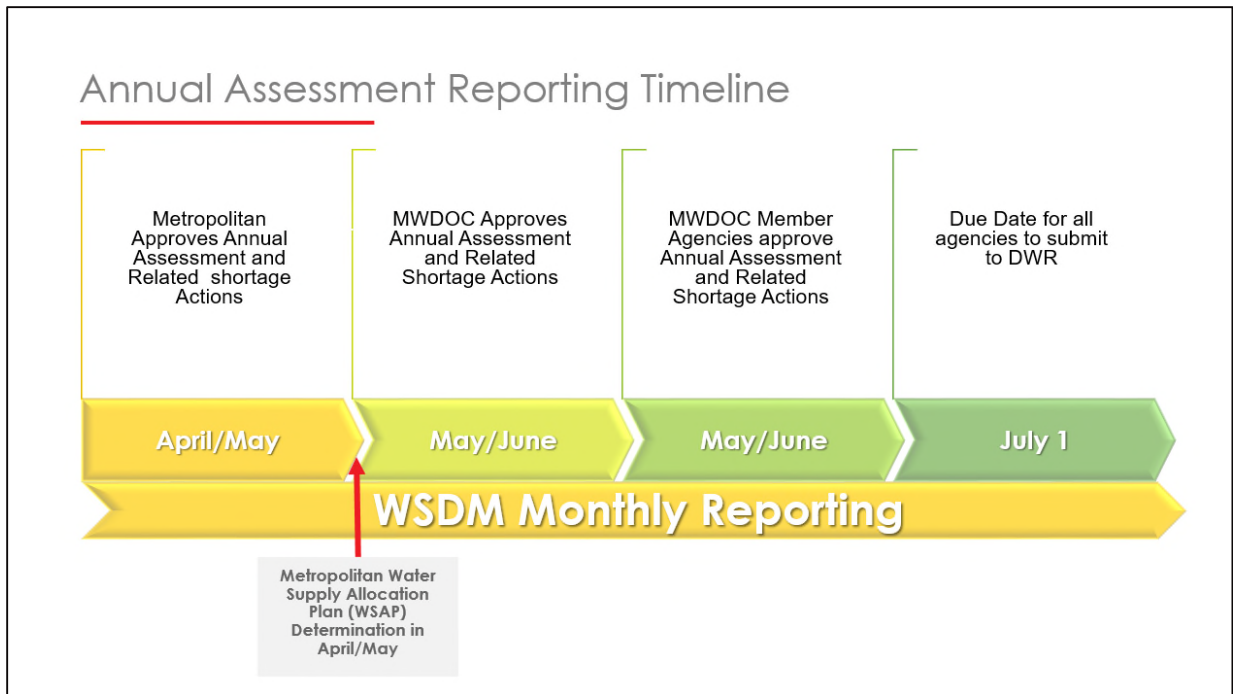 Annual Assessment Reporting Timeline
Metropolitan
Approves Annual
Assessment and
Related shortage
Actions
MWDOC Approves
Annual Assessment
and Related
Shortage Actions
MWDOC Member
Agencies approve
Annual Assessment
and Related
Shortage Actions
Due Date for all
agencies to submit
to DWR
April/May
May/June
May/June
July 1
WSDM Monthly Reporting
Metropolitan Water
Supply Allocation
Plan (WSAP)
Determination in
April/May